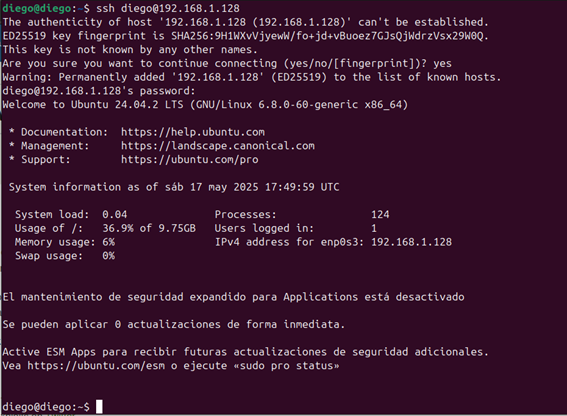 diego@diego:~$ ssh diego@192.168.1.128
The authenticity of host '192.168.1.128 (192.168.1.128)' can't be established.
ED25519 key fingerprint is SHA256:9H1WXvVjyewW/fo+jd+vBuoez7GJsQjWdrzVsx29W0Q.
This key is not known by any other names.
Are you sure you want to continue connecting (yes/no/[fingerprint])? yes
Warning: Permanently added '192.168.1.128' (ED25519) to the list of known hosts.
diego@192.168.1.128's password:
Welcome to Ubuntu 24.04.2 LTS (GNU/Linux 6.8.0-60-generic x86_64)
* Documentation: https://help.ubuntu.com
* Management: https://landscape.canonical.com
* Support: https://ubuntu.com/pro
System information as of sáb 17 may 2025 17:49:59 UTC
System load: 0.04 Processes: 124
Usage of /: 36.9% of 9.75GB Users logged in: 1
Memory usage: 6% IPv4 address for enp0s3: 192.168.1.128
Swap usage: 0%
El mantenimiento de seguridad expandido para Applications está desactivado
Se pueden aplicar 0 actualizaciones de forma inmediata.
Active ESM Apps para recibir futuras actualizaciones de seguridad adicionales.
Vea https://ubuntu.com/esm o ejecute «sudo pro status»
diego@diego:~$